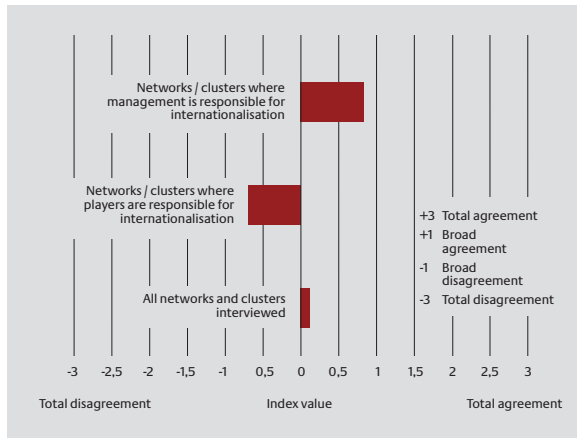 Networks / clusters where
management is responsible for
internationalisation
Networks / clusters where
players are responsible for
internationalisation
All networks and clusters
interviewed
+3 Total agreement
+1 Broad
agreement
-1 Broad
disagreement
-3 Total disagreement
-3 -2,5 -2 -1,5 -1 0,5 0 0,5 1 1,5 2 2,5 3
Total disagreement Index value Total agreement